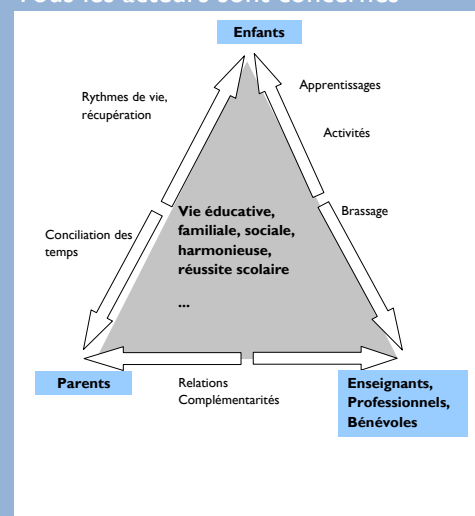 Tous les acteurs sont concernés
Enfants
Apprentissages
Rythmes de vie,
récupération
Activités
Vie éducative,
familiale, sociale,
harmonieuse,
réussite scolaire
...
Brassage
Conciliation des
temps
Parents
Relations
Complémentarités
Enseignants,
Professionnels,
Bénévoles